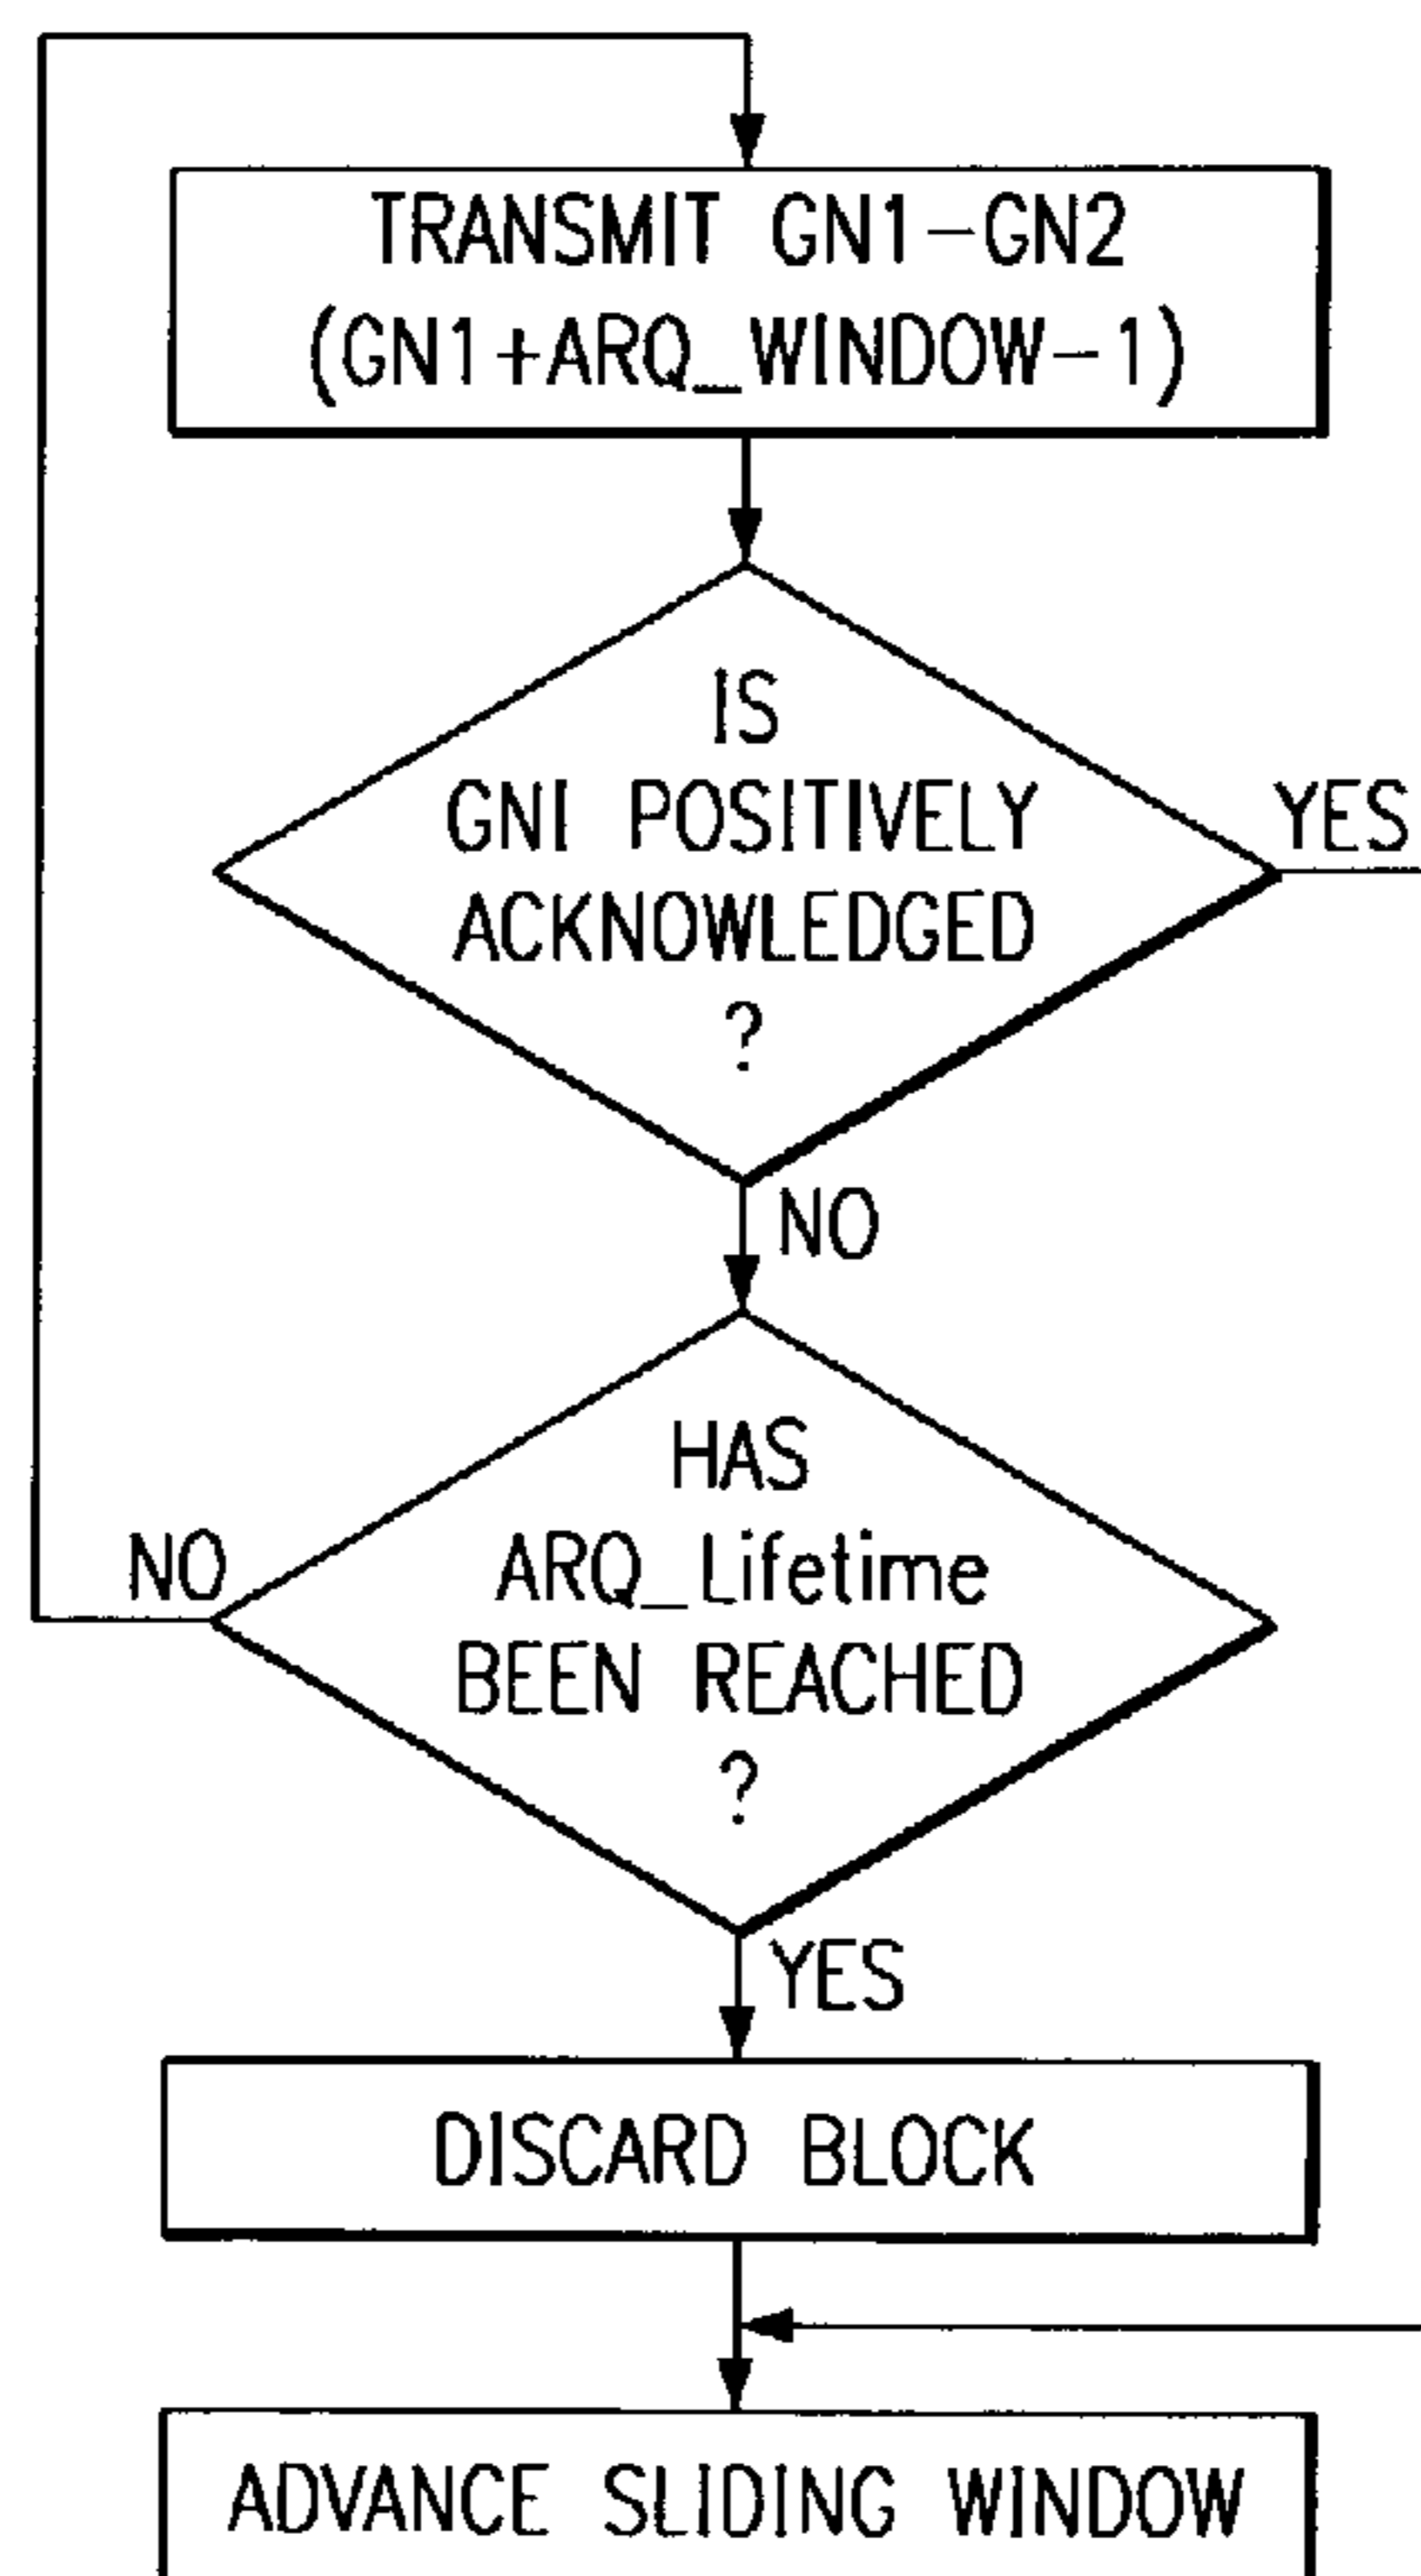 TRANSMIT GN1-GN2
(GN1+ARQ_WINDOW-1)
IS
GNI POSITIVELY
ACKNOWLEDGED
?
YES
NO
HAS
ARQ_Lifetime
BEEN REACHED
?
NO
YES
DISCARD BLOCK
ADVANCE SLIDING WINDOW